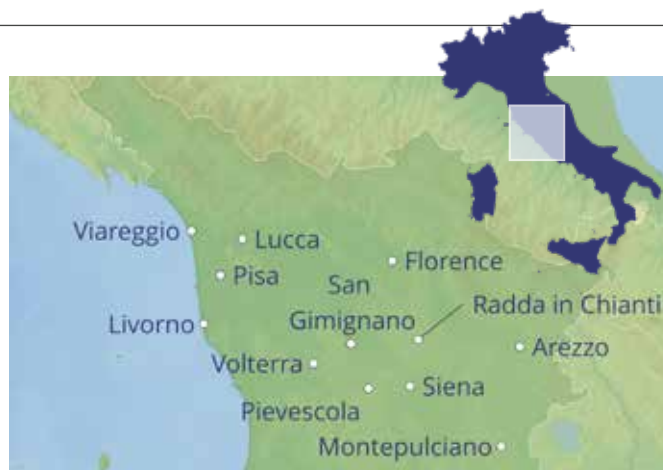 Viareggio
Lucca
Florence
Pisa
San
Gimignano
Radda in Chianti
Livorno
Arezzo
Volterra
Siena
Pievescola
Montepulciano